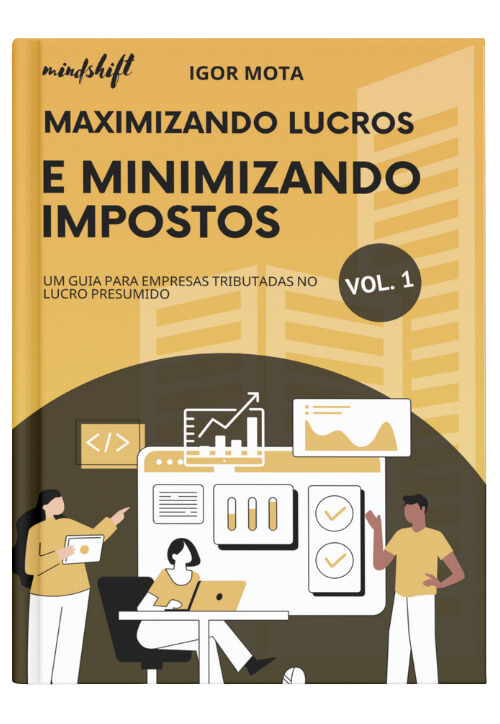 mindshift
IGOR MOTA
MAXIMIZANDO LUCROS
E MINIMIZANDO
IMPOSTOS
UM GUIA PARA EMPRESAS TRIBUTADAS NO
LUCRO PRESUMIDO
VOL. 1
</>